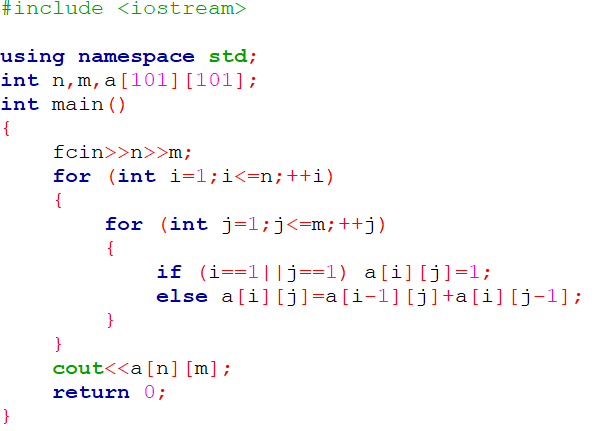 #include <iostream>

using namespace std;
int n,m,a[101][101];
int main()
{
    fcin>>n>>m;
    for (int i=1;i<=n;++i)
    {
        for (int j=1;j<=m;++j)
        {
            if (i==1||j==1) a[i][j]=1;
            else a[i][j]=a[i-1][j]+a[i][j-1];
        }
    }
    cout<<a[n][m];
    return 0;
}